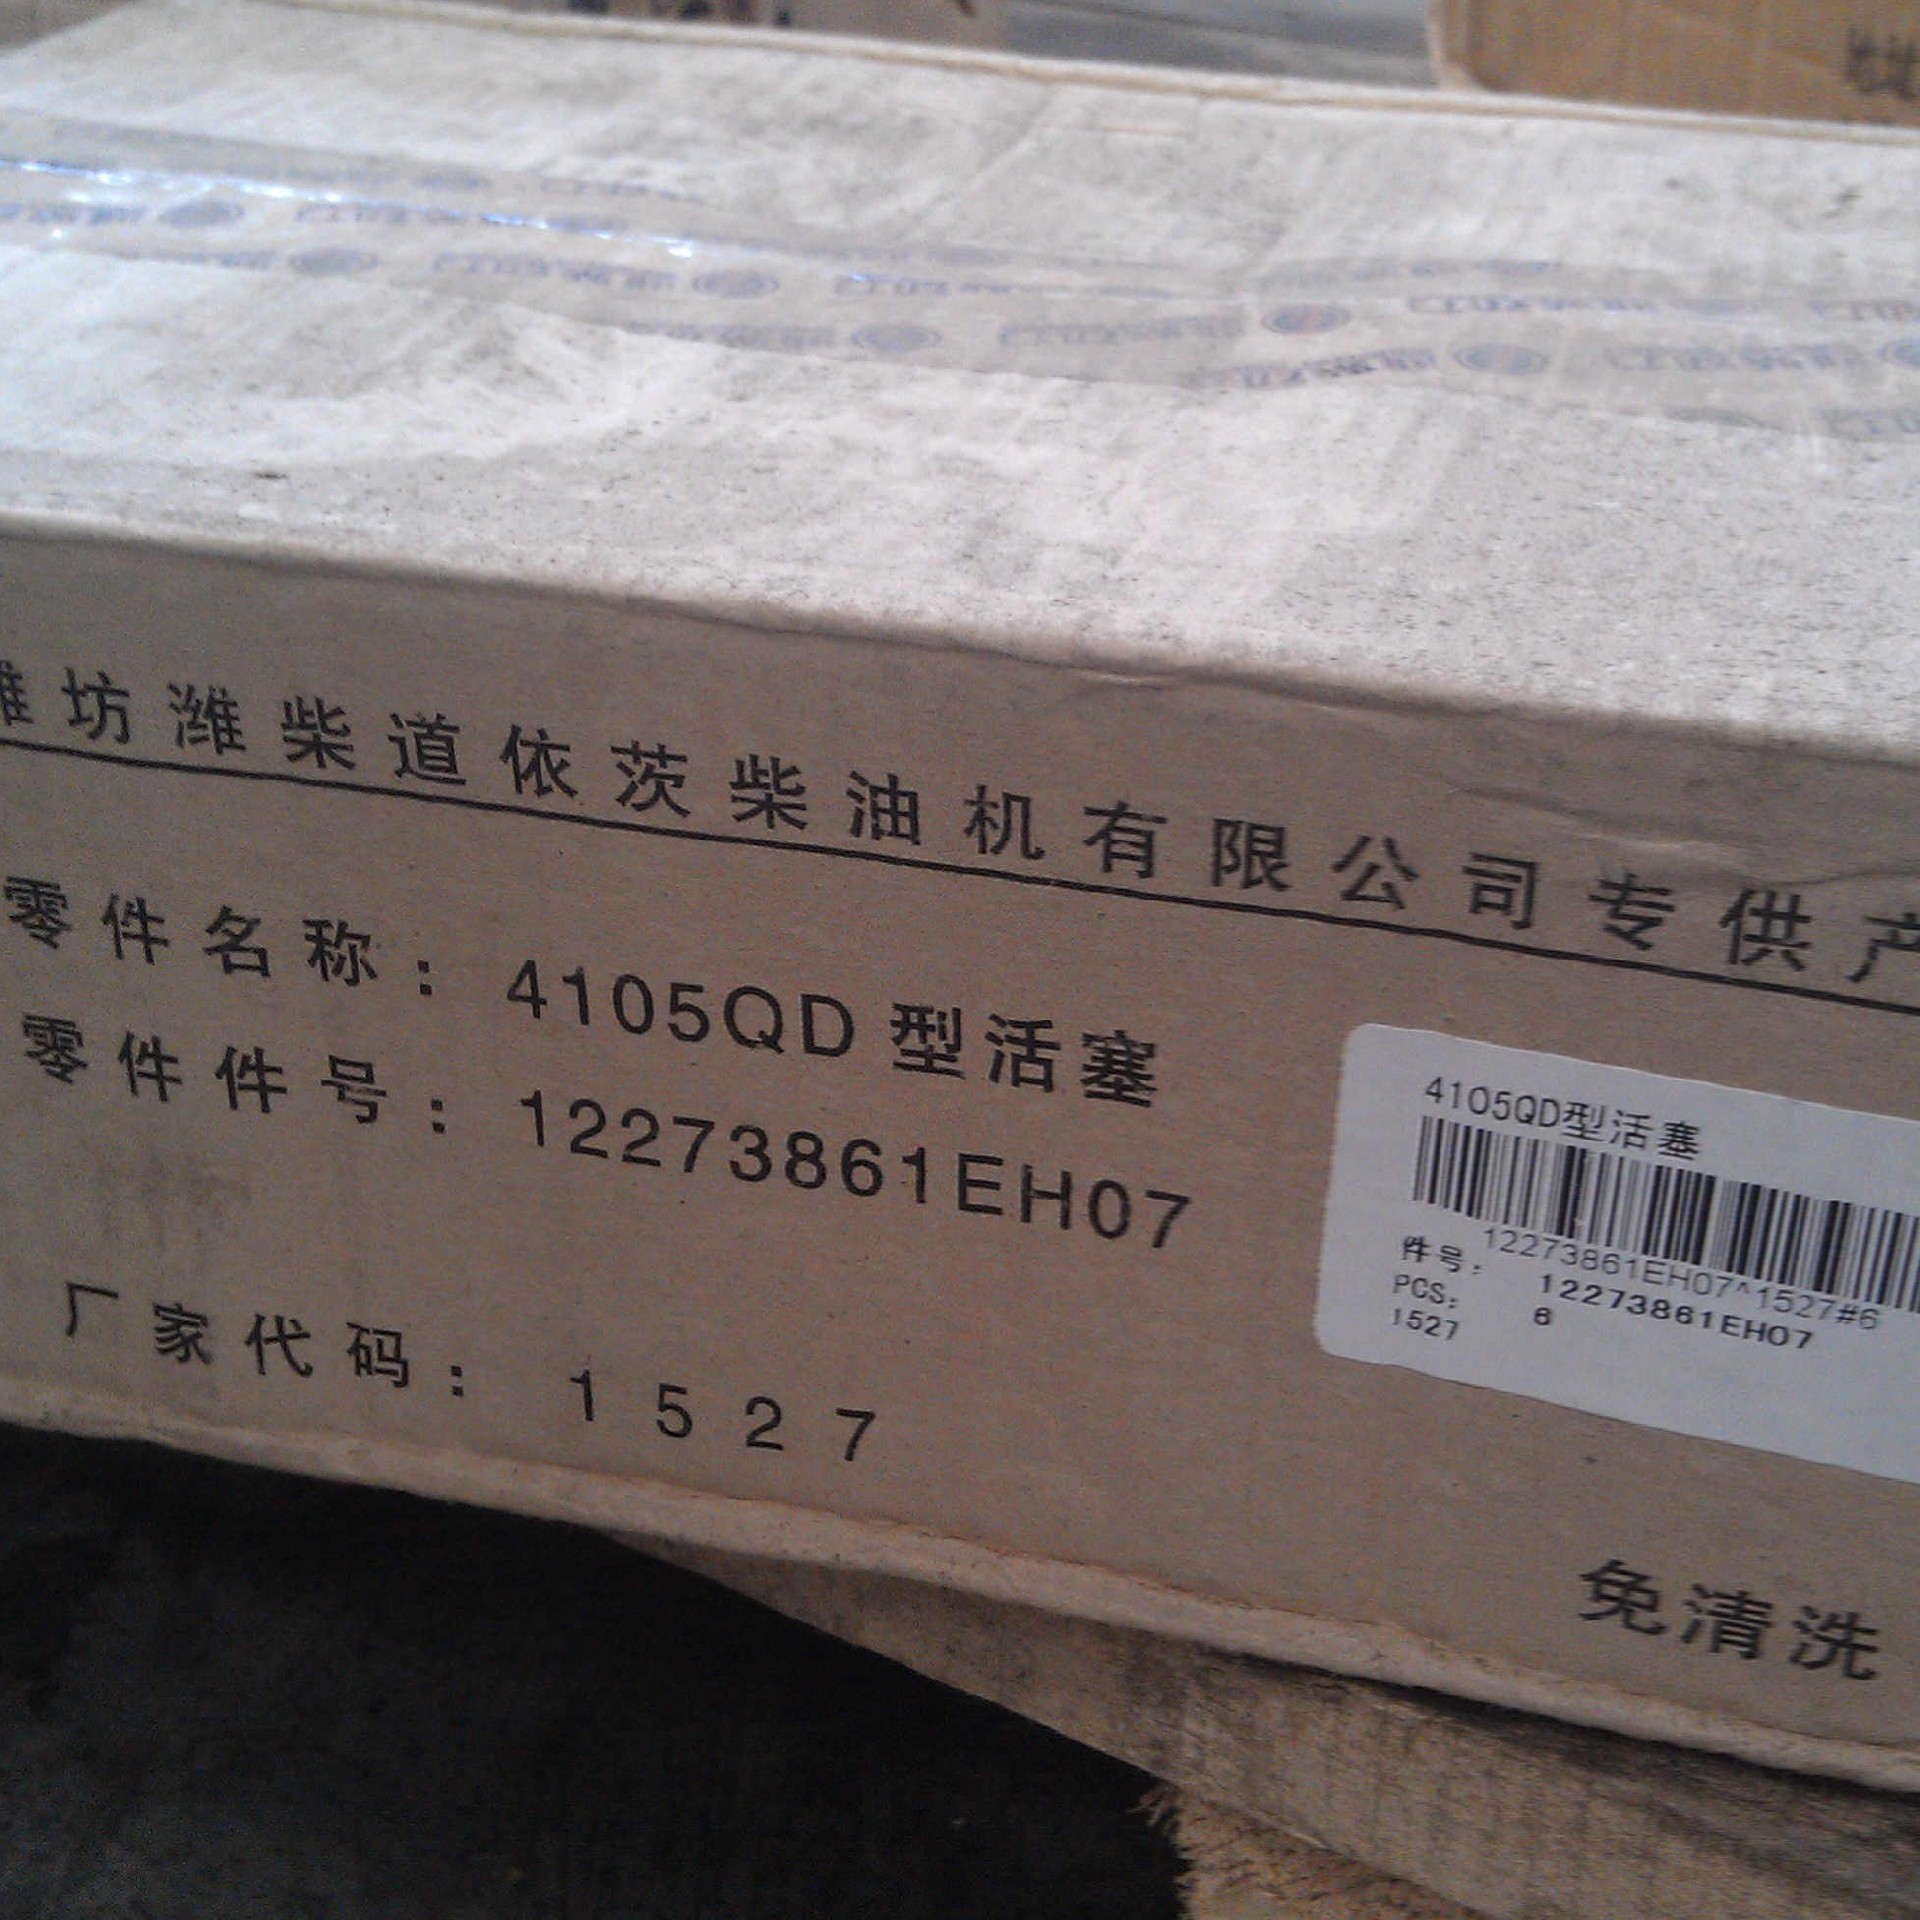 潍坊潍柴道依茨柴油机有限公司专供产
零件名称：4105QD型活塞
零件件号：12273861EH07
厂家代码：1527
4105QD型活塞
12273861EH07^1527#6
件号：12273861EH07
PCS：6
1527
免清洗